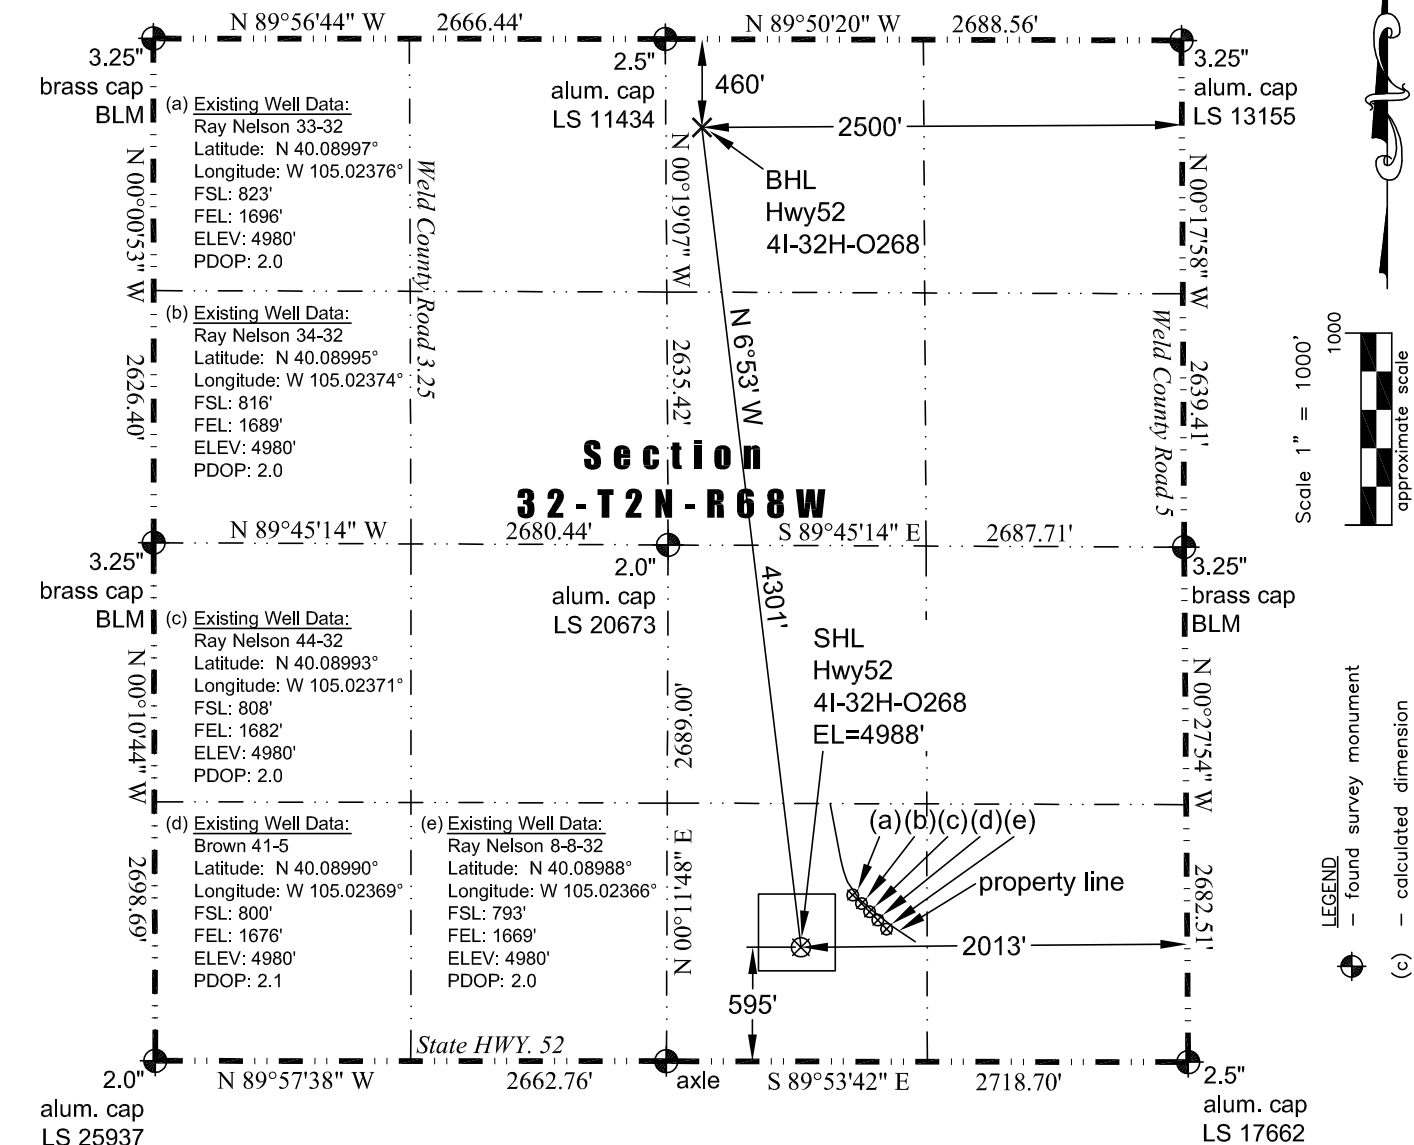 N 89°56'44" W 2666.44' N 89°50'20" W 2688.56'
3.25"
brass cap
BLM
2.5"
alum. cap
LS 11434
3.25"
alum. cap
LS 13155
460'
2500'
BHL
Hwy52
4I-32H-O268
(a) Existing Well Data:
Ray Nelson 33-32
Latitude: N 40.08997°
Longitude: W 105.02376°
FSL: 823'
FEL: 1696'
ELEV: 4980'
PDOP: 2.0
N 00°00'53" W
2626.40'
Weld County Road 3.25
N 00°19'07" W
2635.42'
N 6°53' W
4301'
N 00°17'58" W
2639.41'
Weld County Road 5
(b) Existing Well Data:
Ray Nelson 34-32
Latitude: N 40.08995°
Longitude: W 105.02374°
FSL: 816'
FEL: 1689'
ELEV: 4980'
PDOP: 2.0
Section
32-T2N-R68W
N 89°45'14" W 2680.44' S 89°45'14" E 2687.71'
3.25"
brass cap
BLM
2.0"
alum. cap
LS 20673
3.25"
brass cap
BLM
(c) Existing Well Data:
Ray Nelson 44-32
Latitude: N 40.08993°
Longitude: W 105.02371°
FSL: 808'
FEL: 1682'
ELEV: 4980'
PDOP: 2.0
N 00°10'44" W
2698.69'
2689.00'
N 00°11'48" E
SHL
Hwy52
4I-32H-O268
EL=4988'
N 00°27'54" W
2682.51'
(d) Existing Well Data:
Brown 41-5
Latitude: N 40.08990°
Longitude: W 105.02369°
FSL: 800'
FEL: 1676'
ELEV: 4980'
PDOP: 2.1
(e) Existing Well Data:
Ray Nelson 8-8-32
Latitude: N 40.08988°
Longitude: W 105.02366°
FSL: 793'
FEL: 1669'
ELEV: 4980'
PDOP: 2.0
(a)(b)(c)(d)(e)
property line
2013'
595'
State HWY. 52
N 89°57'38" W 2662.76' S 89°53'42" E 2718.70'
2.0"
alum. cap
LS 25937
axle
2.5"
alum. cap
LS 17662
Scale 1" = 1000'
1000
approximate scale
LEGEND
- found survey monument
(c) - calculated dimension